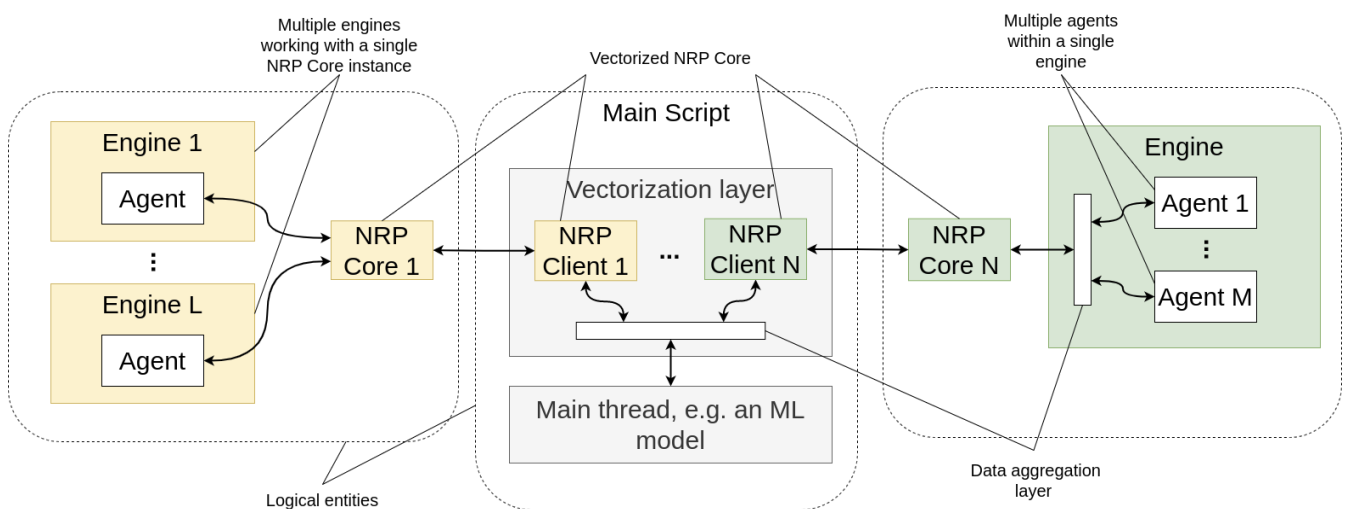 Multiple engines
working with a single
NRP Core instance
Vectorized NRP Core
Multiple agents
within a single
engine
Main Script
Engine 1
Agent
⋮
Engine L
Agent
NRP
Core 1
Vectorization layer
NRP
Client 1
...
NRP
Client N
Main thread, e.g. an ML
model
NRP
Core N
Engine
Agent 1
⋮
Agent M
Logical entities
Data aggregation
layer